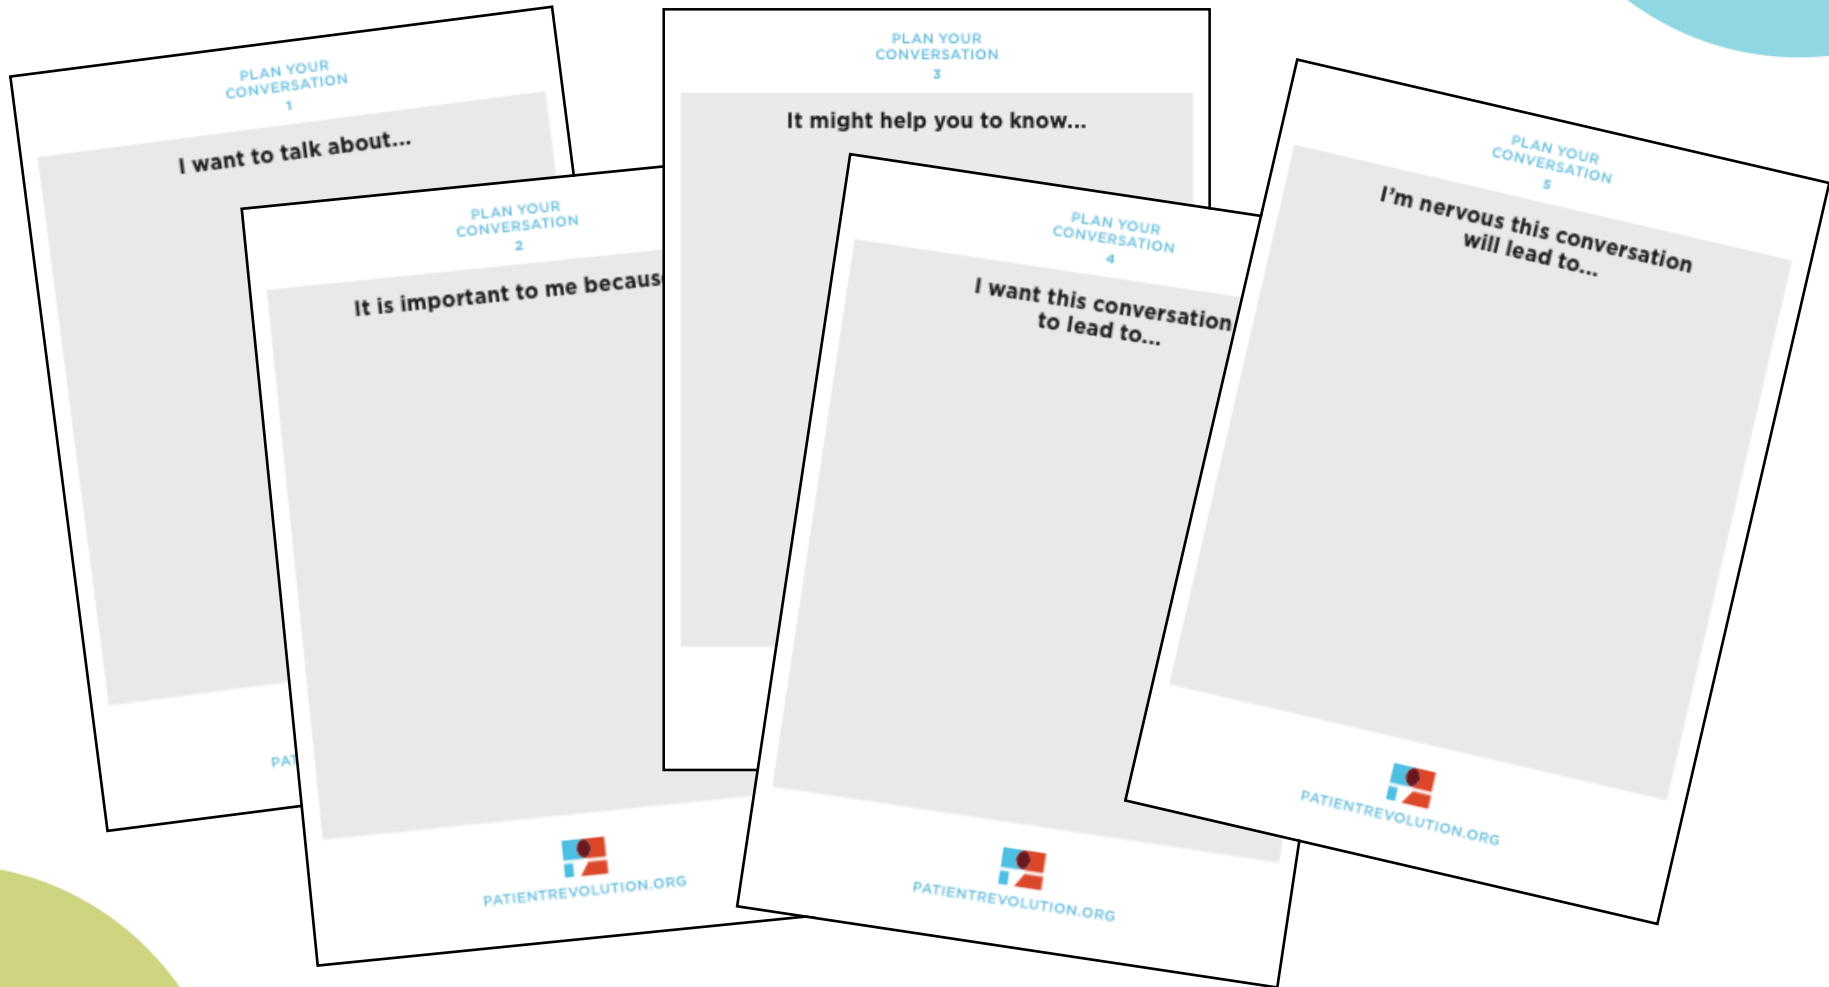 PLAN YOUR
CONVERSATION
1
I want to talk about...
PLAN YOUR
CONVERSATION
2
It is important to me becaus
PATIENTREVOLUTION.ORG
PLAN YOUR
CONVERSATION
3
It might help you to know...
PLAN YOUR
CONVERSATION
4
I want this conversation
to lead to...
PATIENTREVOLUTION.ORG
PLAN YOUR
CONVERSATION
5
I'm nervous this conversation
will lead to...
PATIENTREVOLUTION.ORG